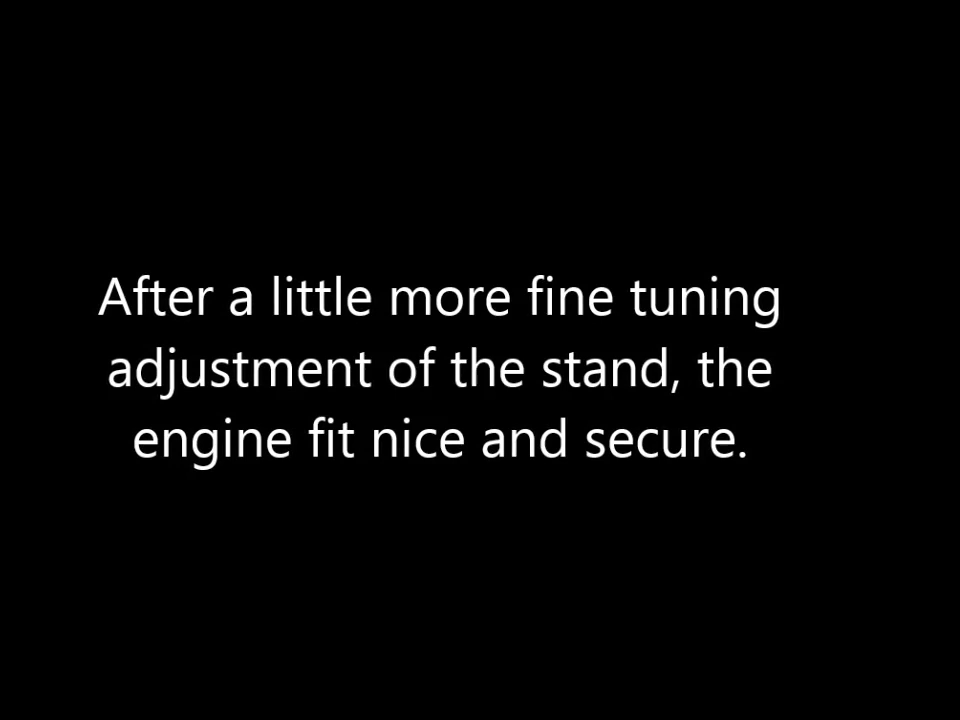 After a little more fine tuning
adjustment of the stand, the
engine fit nice and secure.